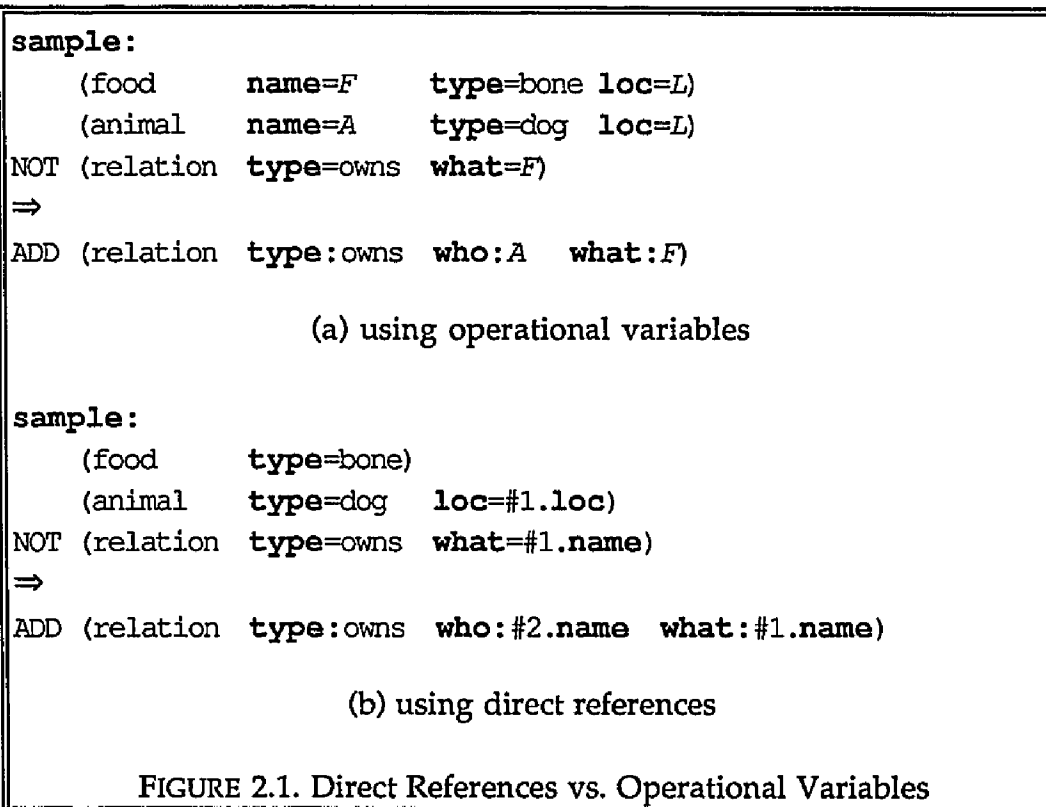 sample:
(food name=F type=bone loc=L)
(animal name=A type=dog loc=L)
NOT (relation type=owns what=F)
⇒
ADD (relation type:owns who:A what:F)
(a) using operational variables
sample:
(food type=bone)
(animal type=dog loc=#1.loc)
NOT (relation type=owns what=#1.name)
⇒
ADD (relation type:owns who:#2.name what:#1.name)
(b) using direct references
FIGURE 2.1. Direct References vs. Operational Variables